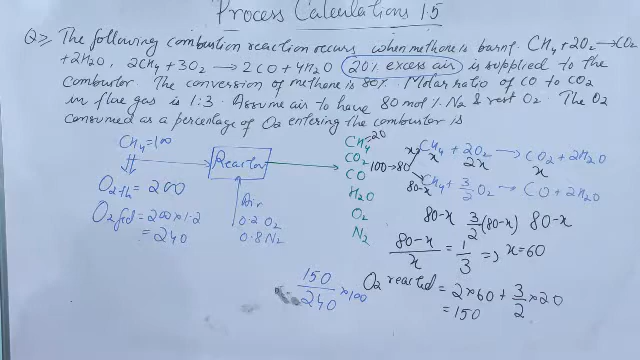 Process Calculations 1.5
Q> The following combustion reaction occurs when methane is burnt. CH4+2O2→CO2
+2H2O, 2CH4+3O2→2CO+4H2O 20% excess air is supplied to the
combustor. The conversion of methane is 80%. Molar ratio of CO to CO2
in flue gas is 1:3. Assume air to have 80 mol% N2 & rest O2. The O2
consumed as a percentage of O2 entering the combustor is
CH4=100
Reactor
O2th=200
O2fed=200×1.2
=240
Air
0.2 O2
0.8 N2
CH4=20
CO2
CO
H2O
O2
N2
100→80
x CH4+2O2→CO2+2H2O
x 2x x
80-x CH4+3/2 O2→CO+2H2O
80-x 3/2(80-x) 80-x
80-x/x=1/3=>x=60
O2 reacted=2×60+3/2×20
=150
150/240×100